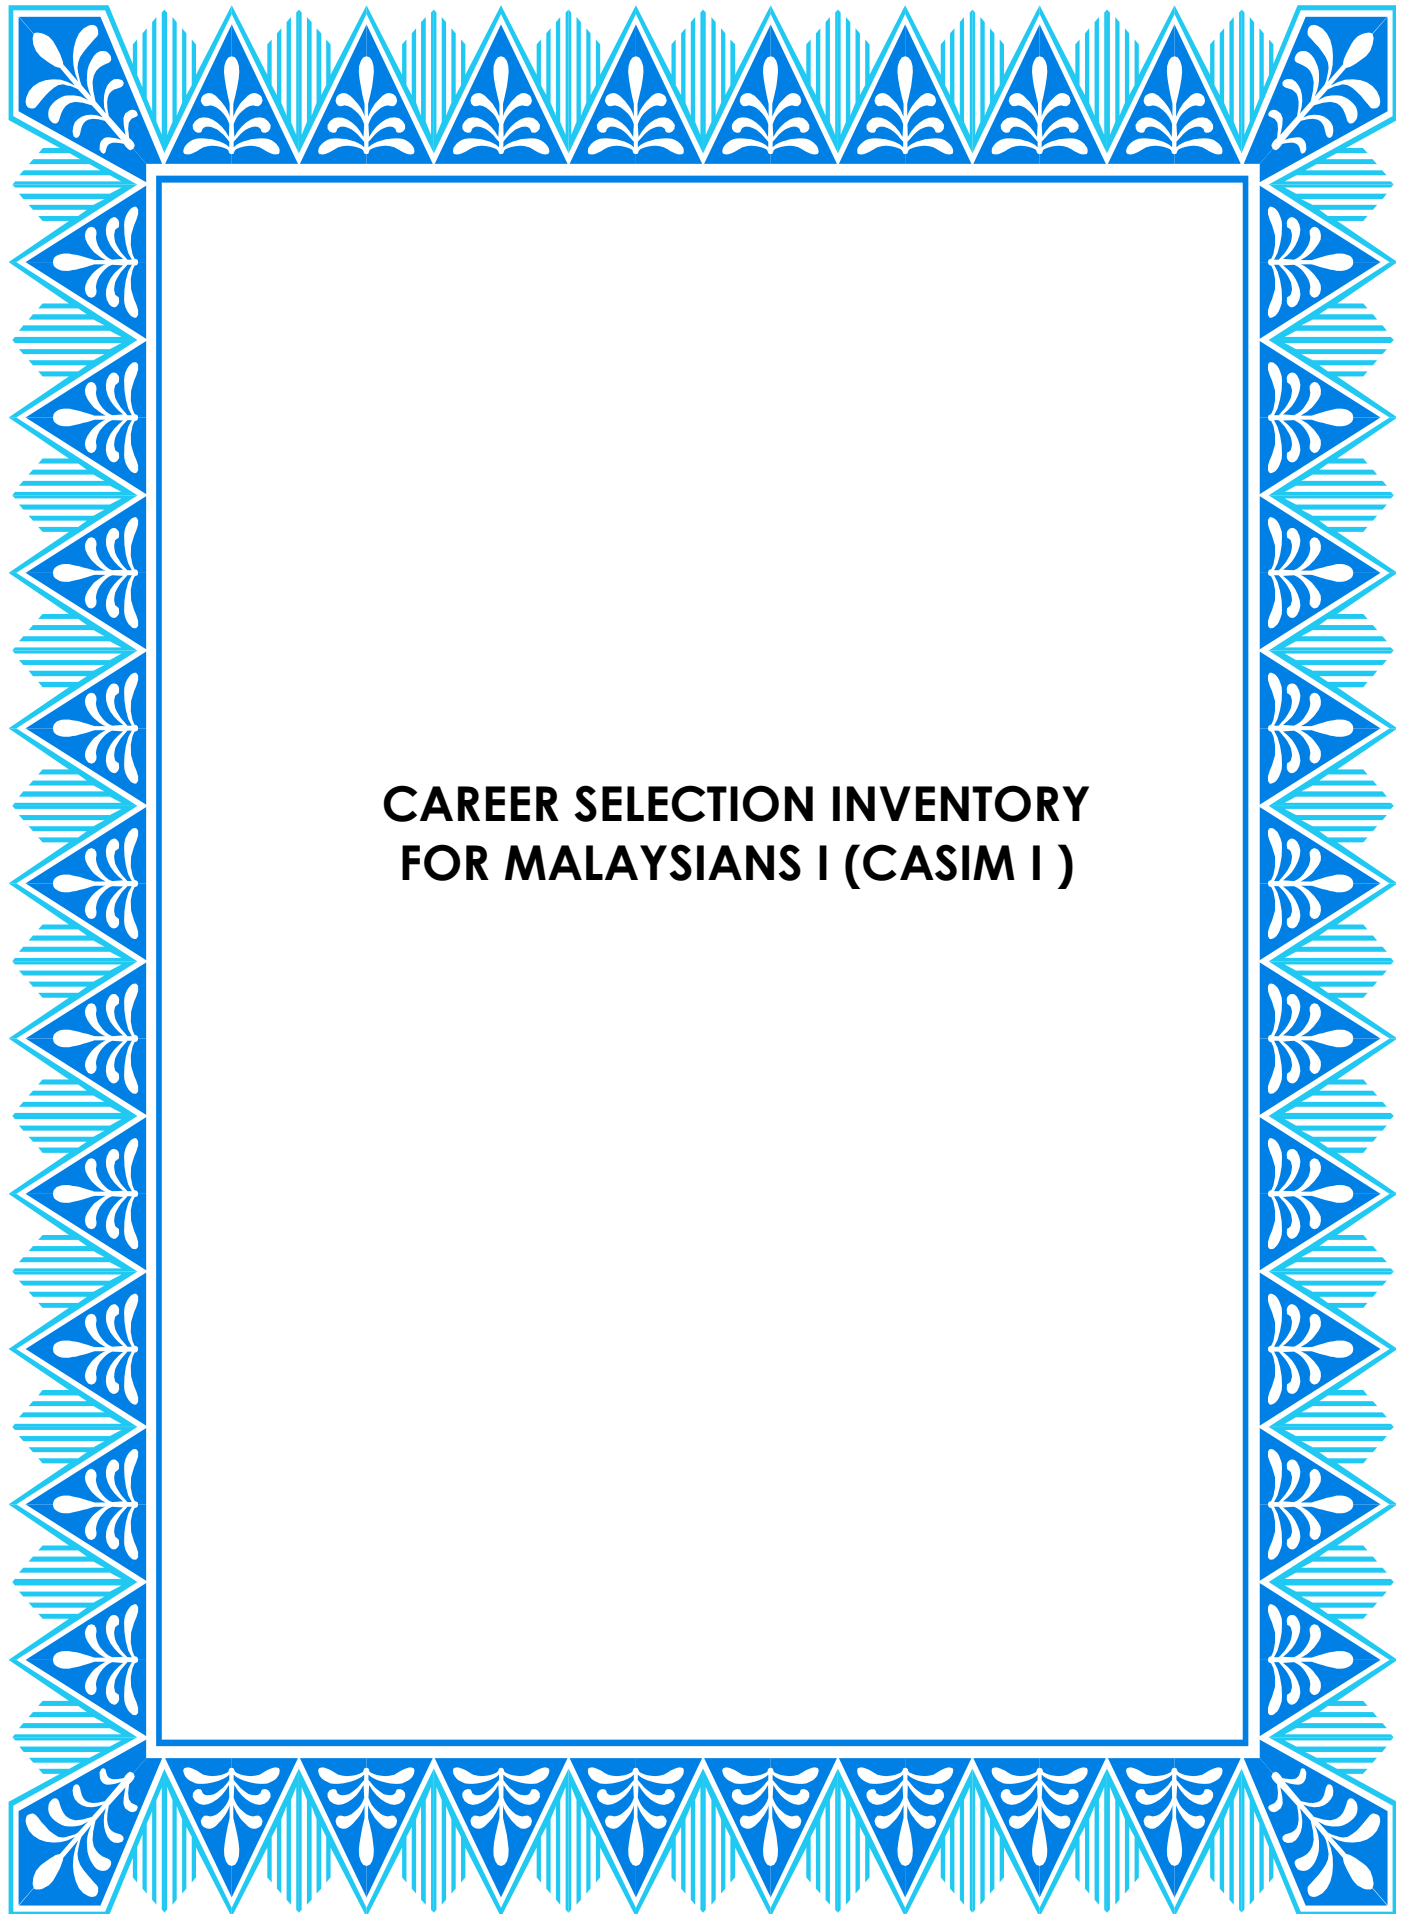 CAREER SELECTION INVENTORY
FOR MALAYSIANS I (CASIM I )